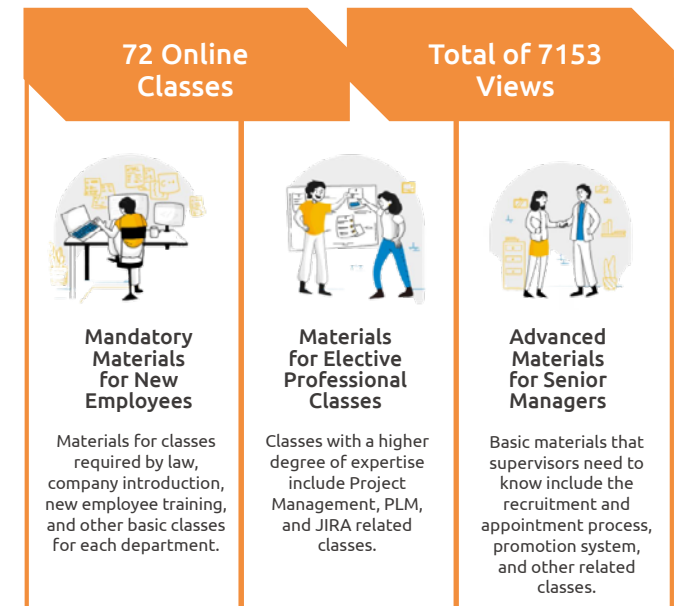 72 Online
Classes
Total of 7153
Views
Mandatory
Materials
for New
Employees
Materials for classes
required by law,
company introduction,
new employee training,
and other basic classes
for each department.
Materials
for Elective
Professional
Classes
Classes with a higher
degree of expertise
include Project
Management, PLM,
and JIRA related
classes.
Advanced
Materials
for Senior
Managers
Basic materials that
supervisors need to
know include the
recruitment and
appointment process,
promotion system,
and other related
classes.